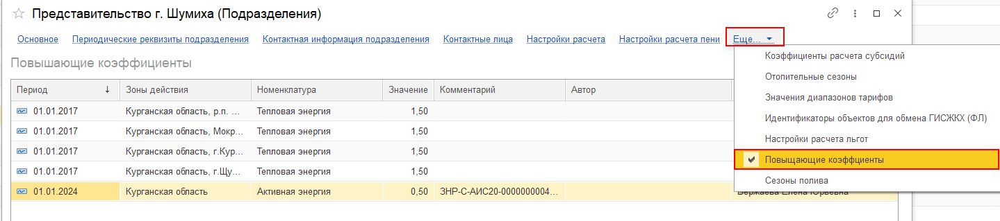 Представительство г. Шумиха (Подразделения)
Основное Периодические реквизиты подразделения Контактная информация подразделения Контактные лица Настройки расчета Настройки расчета пени Еще...
Повышающие коэффициенты
Коэффициенты расчета субсидий
Отопительные сезоны
Значения диапазонов тарифов
Идентификаторы объектов для обмена ГИСЖКХ (ФЛ)
Настройки расчета льгот
Повыщающие коэффциенты
Сезоны полива
Период ↓ Зоны действия Номенклатура Значение Комментарий Автор
01.01.2017 Курганская область, р.п. ... Тепловая энергия 1,50
01.01.2017 Курганская область, Мокр... Тепловая энергия 1,50
01.01.2017 Курганская область, г.Кур... Тепловая энергия 1,50
01.01.2017 Курганская область, г.Щу... Тепловая энергия 1,50
01.01.2024 Курганская область Активная энергия 0,50 ЗНР-С-АИС20-0000000004... Елена Юрьевна